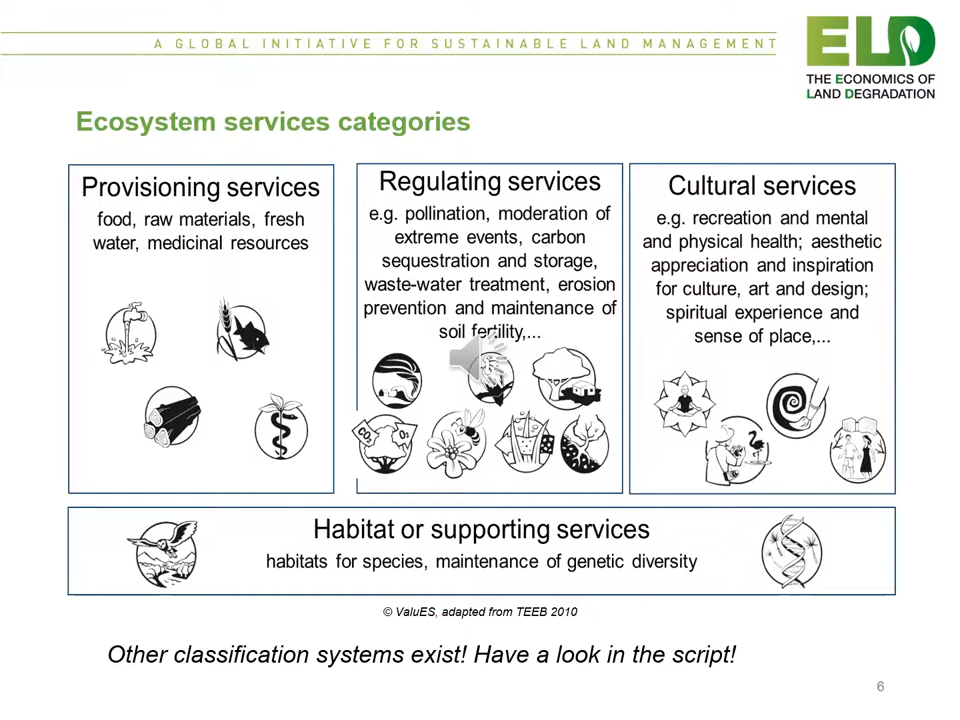 A GLOBAL INITIATIVE FOR SUSTAINABLE LAND MANAGEMENT
ELD
THE ECONOMICS OF
LAND DEGRADATION
Ecosystem services categories
Provisioning services
food, raw materials, fresh
water, medicinal resources
Regulating services
e.g. pollination, moderation of
extreme events, carbon
sequestration and storage,
waste-water treatment, erosion
prevention and maintenance of
soil fertility,...
CO2
O2
Cultural services
e.g. recreation and mental
and physical health; aesthetic
appreciation and inspiration
for culture, art and design;
spiritual experience and
sense of place,...
Habitat or supporting services
habitats for species, maintenance of genetic diversity
© ValuES, adapted from TEEB 2010
Other classification systems exist! Have a look in the script!
6